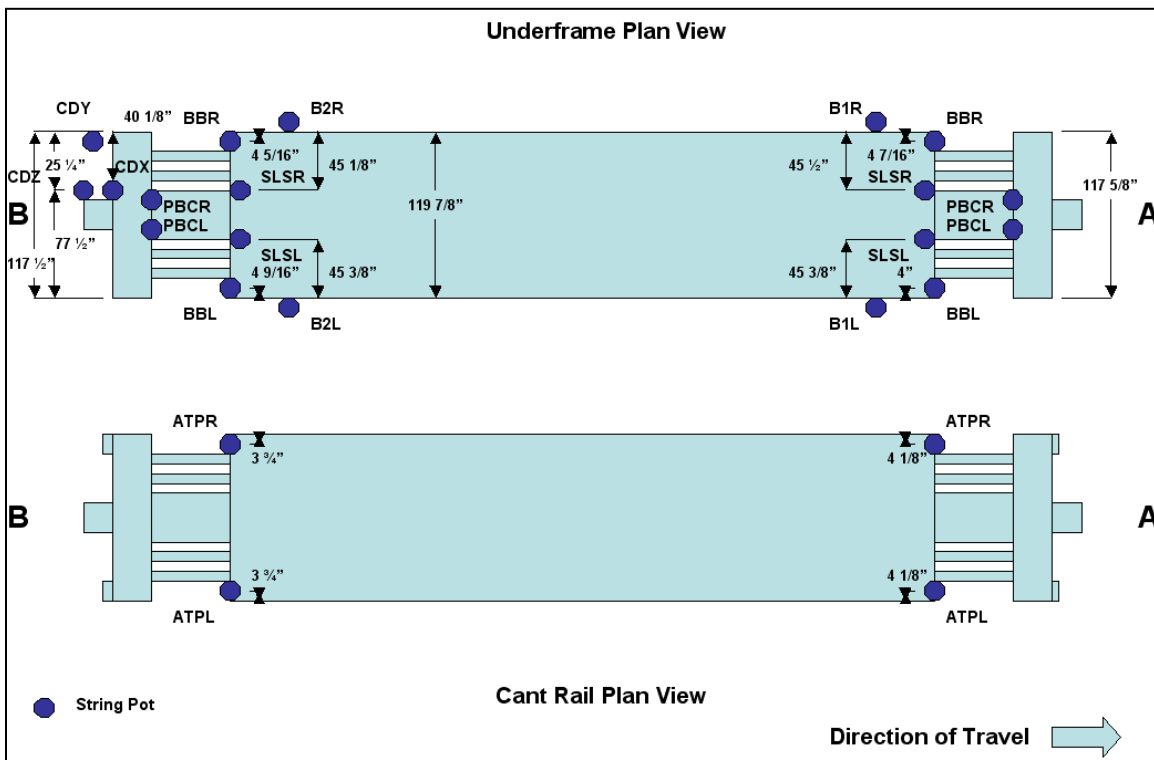 Underframe Plan View
CDY
40 1/8”
BBR
B2R
B1R
BBR
25 ¼”
CDX
4 5/16”
45 1/8”
45 ½”
4 7/16”
CDZ
SLSR
SLSR
117 5/8”
B
PBCR
119 7/8”
PBCR
A
PBCL
PBCL
77 ½”
117 ½”
SLSL
SLSL
4 9/16”
45 3/8”
45 3/8”
4”
BBL
B2L
B1L
BBL
ATPR
ATPR
3 ¾”
4 1/8”
B
A
3 ¾”
4 1/8”
ATPL
ATPL
String Pot
Cant Rail Plan View
Direction of Travel